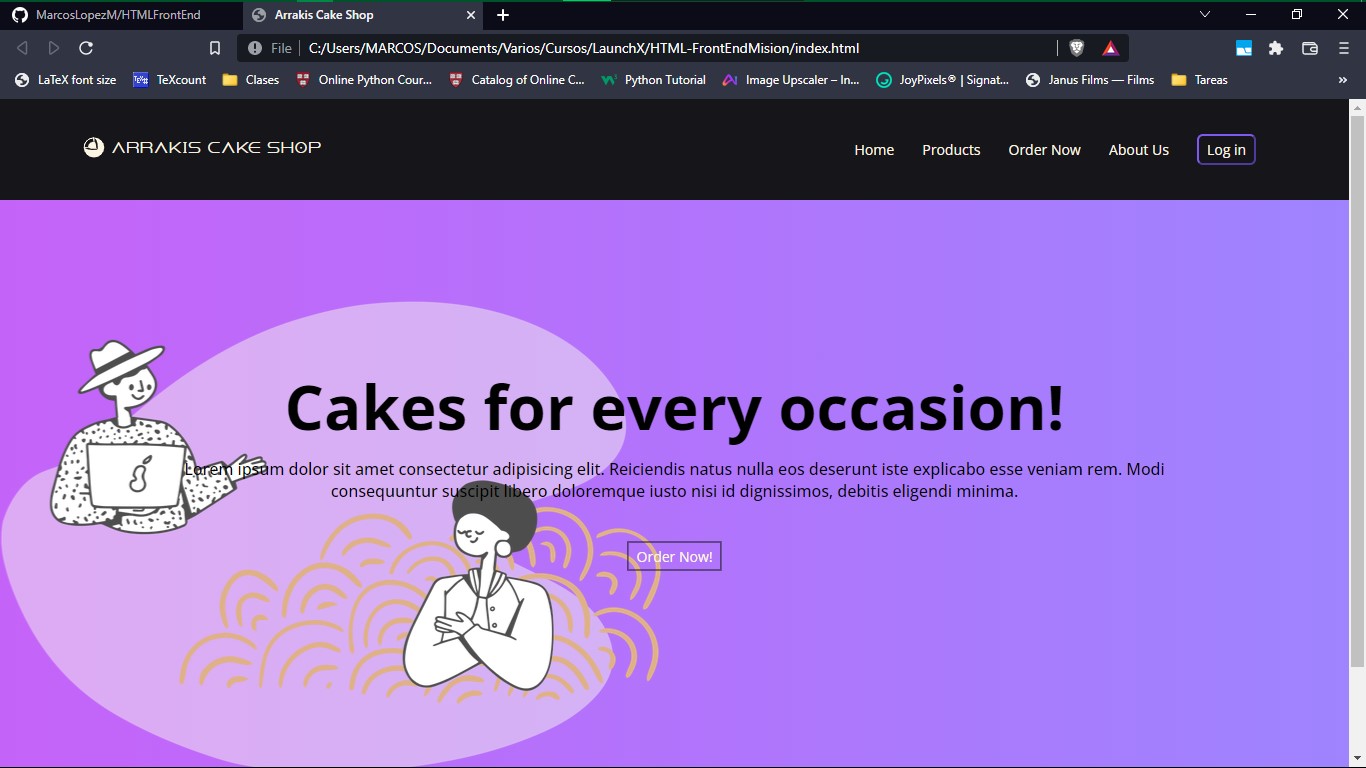 MarcosLopezM/HTMLFrontEnd
Arrakis Cake Shop
File
C:/Users/MARCOS/Documents/Varios/Cursos/LaunchX/HTML-FrontEndMision/index.html
LaTeX font size
TeXcount
Clases
Online Python Cour...
Catalog of Online C...
Python Tutorial
Image Upscaler – In...
JoyPixels® | Signat...
Janus Films — Films
Tareas
»
ARRAKIS CAKE SHOP
Home
Products
Order Now
About Us
Log in
Cakes for every occasion!
Lorem ipsum dolor sit amet consectetur adipisicing elit. Reiciendis natus nulla eos deserunt iste explicabo esse veniam rem. Modi
consequuntur suscipit libero doloremque iusto nisi id dignissimos, debitis eligendi minima.
Order Now!